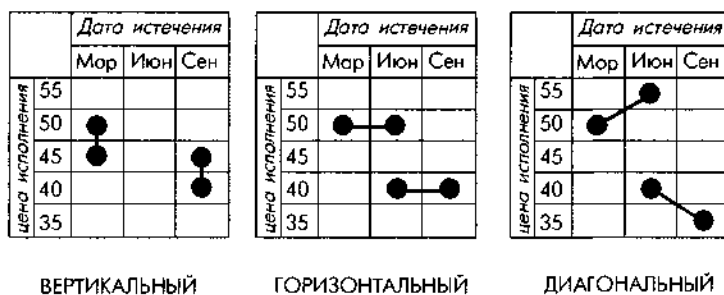 Дата истечения
Мар Июн Сен
цена исполнения
55
50
45
40
35
ВЕРТИКАЛЬНЫЙ
Дата истечения
Мар Июн Сен
цена исполнения
55
50
45
40
35
ГОРИЗОНТАЛЬНЫЙ
Дата истечения
Мар Июн Сен
цена исполнения
55
50
45
40
35
ДИАГОНАЛЬНЫЙ